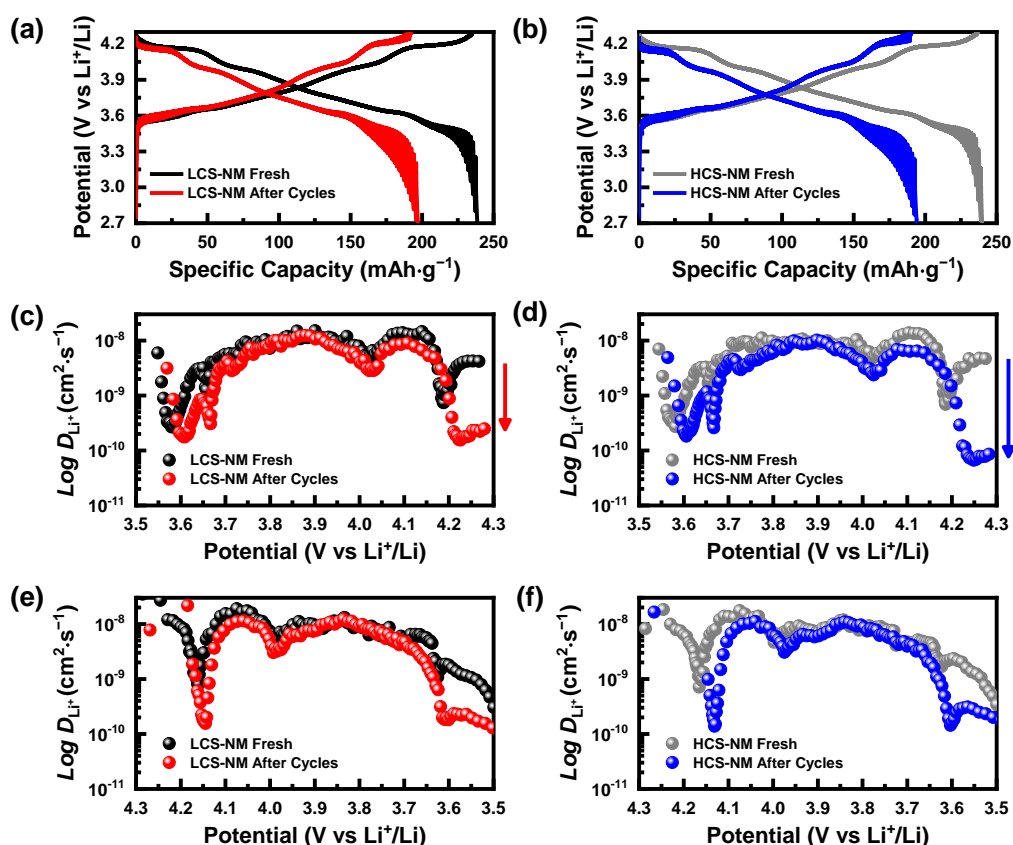 (a)
4.2
3.9
3.6
3.3
3.0
2.7
Potential (V vs Li⁺/Li)
LCS-NM Fresh
LCS-NM After Cycles
0 50 100 150 200 250
Specific Capacity (mAh·g⁻¹)
(b)
4.2
3.9
3.6
3.3
3.0
2.7
Potential (V vs Li⁺/Li)
HCS-NM Fresh
HCS-NM After Cycles
0 50 100 150 200 250
Specific Capacity (mAh·g⁻¹)
(c)
10⁻⁸
10⁻⁹
10⁻¹⁰
10⁻¹¹
Log D_Li⁺ (cm²·s⁻¹)
LCS-NM Fresh
LCS-NM After Cycles
3.5 3.6 3.7 3.8 3.9 4.0 4.1 4.2 4.3
Potential (V vs Li⁺/Li)
(d)
10⁻⁸
10⁻⁹
10⁻¹⁰
10⁻¹¹
Log D_Li⁺ (cm²·s⁻¹)
HCS-NM Fresh
HCS-NM After Cycles
3.5 3.6 3.7 3.8 3.9 4.0 4.1 4.2 4.3
Potential (V vs Li⁺/Li)
(e)
10⁻⁸
10⁻⁹
10⁻¹⁰
10⁻¹¹
Log D_Li⁺ (cm²·s⁻¹)
LCS-NM Fresh
LCS-NM After Cycles
4.3 4.2 4.1 4.0 3.9 3.8 3.7 3.6 3.5
Potential (V vs Li⁺/Li)
(f)
10⁻⁸
10⁻⁹
10⁻¹⁰
10⁻¹¹
Log D_Li⁺ (cm²·s⁻¹)
HCS-NM Fresh
HCS-NM After Cycles
4.3 4.2 4.1 4.0 3.9 3.8 3.7 3.6 3.5
Potential (V vs Li⁺/Li)